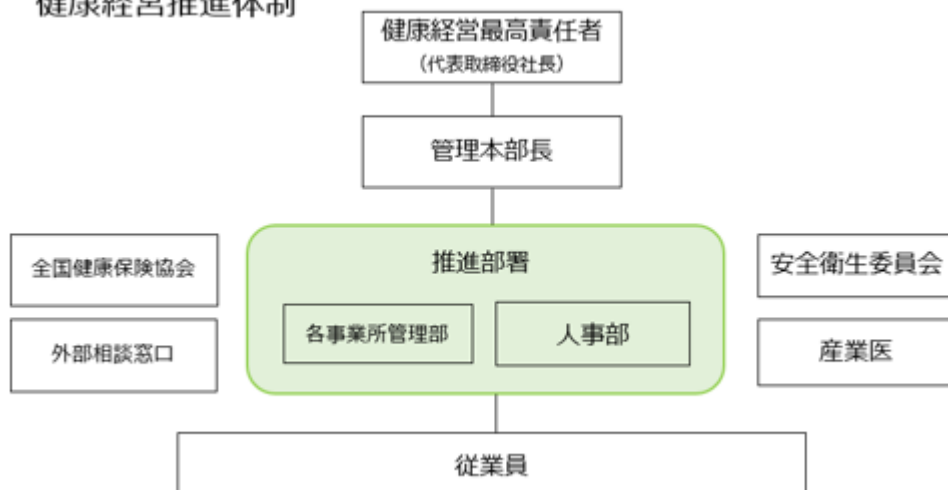 健康経営推進体制
健康経営最高責任者
（代表取締役社長）
管理本部長
全国健康保険協会
外部相談窓口
推進部署
各事業所管理部
人事部
安全衛生委員会
産業医
従業員